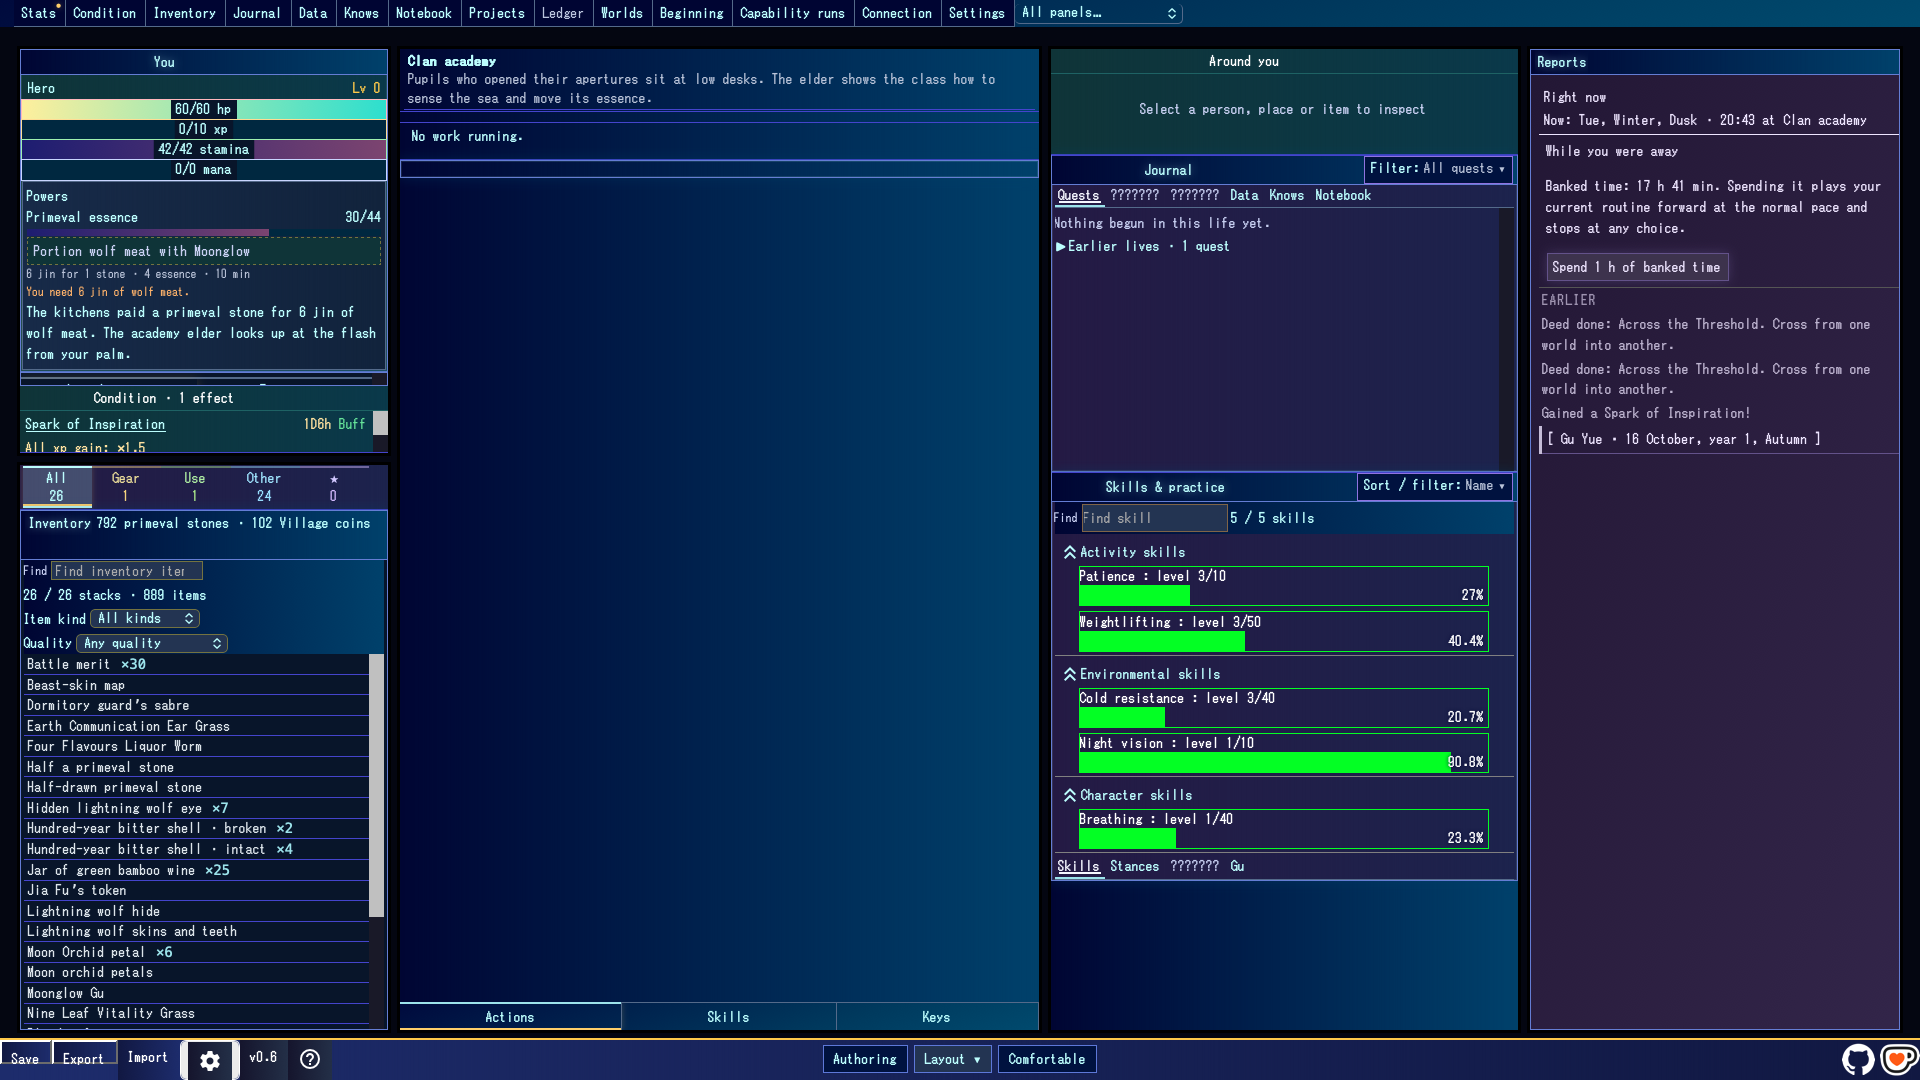 Stats Condition Inventory Journal Data Knows Notebook Projects Ledger Worlds Beginning Capability runs Connection Settings All panels…
You
Hero Lv 0
60/60 hp
0/10 xp
42/42 stamina
0/0 mana
Powers
Primeval essence 30/44
Portion wolf meat with Moonglow
6 jin for 1 stone · 4 essence · 10 min
You need 6 jin of wolf meat.
The kitchens paid a primeval stone for 6 jin of
wolf meat. The academy elder looks up at the flash
from your palm.
Condition · 1 effect
Spark of Inspiration 1D6h Buff
All xp gain: ×1.5
All Gear Use Other ★
26 1 1 24 0
Inventory 792 primeval stones · 102 Village coins
Find Find inventory iter
26 / 26 stacks · 889 items
Item kind All kinds
Quality Any quality
Battle merit ×30
Beast-skin map
Dormitory guard's sabre
Earth Communication Ear Grass
Four Flavours Liquor Worm
Half a primeval stone
Half-drawn primeval stone
Hidden lightning wolf eye ×7
Hundred-year bitter shell · broken ×2
Hundred-year bitter shell · intact ×4
Jar of green bamboo wine ×25
Jia Fu's token
Lightning wolf hide
Lightning wolf skins and teeth
Moon Orchid petal ×6
Moon orchid petals
Moonglow Gu
Nine Leaf Vitality Grass
Clan academy
Pupils who opened their apertures sit at low desks. The elder shows the class how to
sense the sea and move its essence.
No work running.
Actions Skills Keys
Around you
Select a person, place or item to inspect
Journal Filter: All quests ▾
Quests ??????? ??????? Data Knows Notebook
Nothing begun in this life yet.
▶Earlier lives · 1 quest
Skills & practice Sort / filter: Name ▾
Find Find skill 5 / 5 skills
Activity skills
Patience : level 3/10
27%
Weightlifting : level 3/50
40.4%
Environmental skills
Cold resistance : level 3/40
20.7%
Night vision : level 1/10
90.8%
Character skills
Breathing : level 1/40
23.3%
Skills Stances ??????? Gu
Reports
Right now
Now: Tue, Winter, Dusk · 20:43 at Clan academy
While you were away
Banked time: 17 h 41 min. Spending it plays your
current routine forward at the normal pace and
stops at any choice.
Spend 1 h of banked time
EARLIER
Deed done: Across the Threshold. Cross from one
world into another.
Deed done: Across the Threshold. Cross from one
world into another.
Gained a Spark of Inspiration!
[ Gu Yue · 16 October, year 1, Autumn ]
Save Export Import v0.6 Authoring Layout ▾ Comfortable